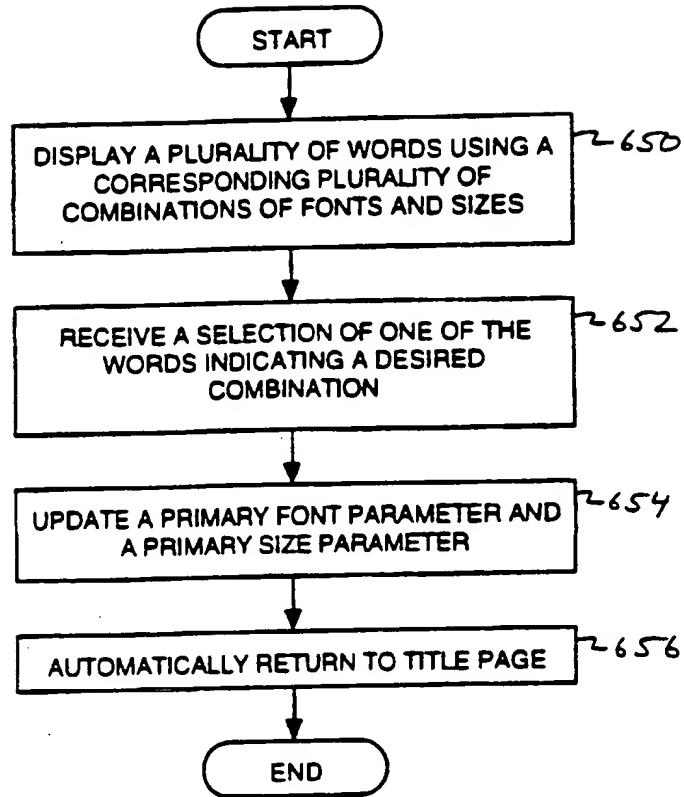 START
DISPLAY A PLURALITY OF WORDS USING A
CORRESPONDING PLURALITY OF
COMBINATIONS OF FONTS AND SIZES
650
RECEIVE A SELECTION OF ONE OF THE
WORDS INDICATING A DESIRED
COMBINATION
652
UPDATE A PRIMARY FONT PARAMETER AND
A PRIMARY SIZE PARAMETER
654
AUTOMATICALLY RETURN TO TITLE PAGE
656
END